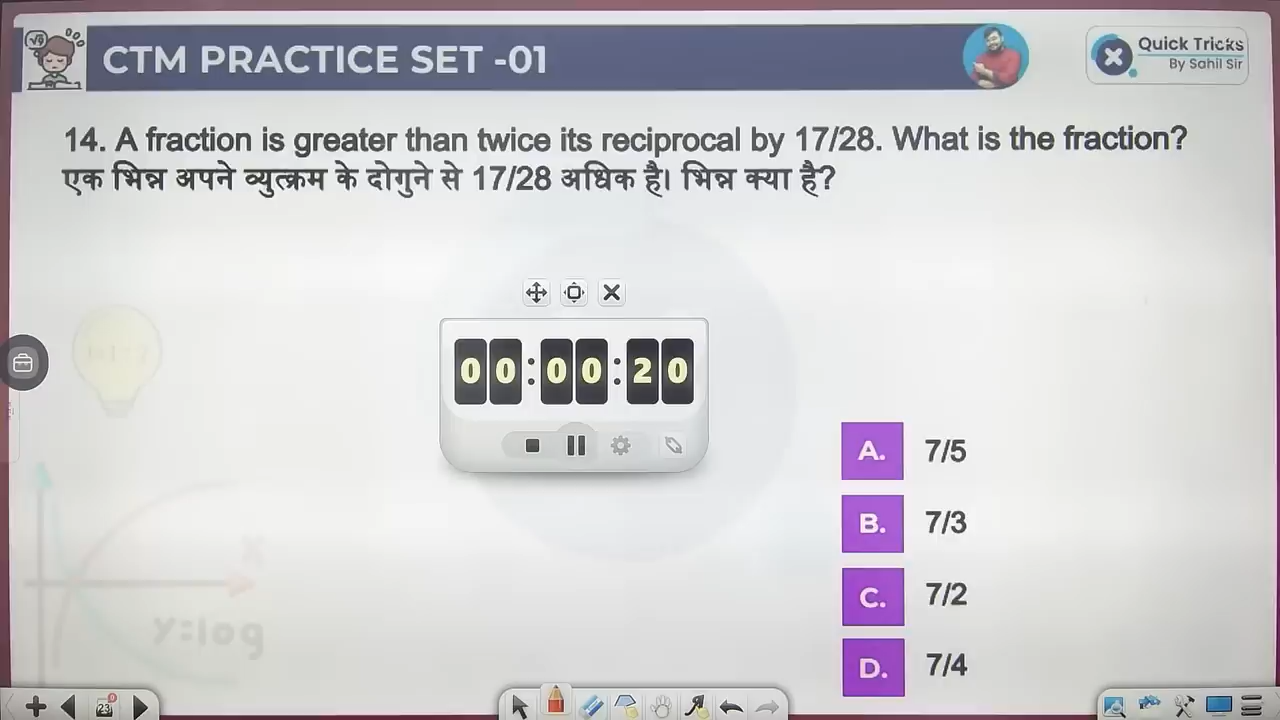 CTM PRACTICE SET -01
Quick Tricks
By Sahil Sir
14. A fraction is greater than twice its reciprocal by 17/28. What is the fraction?
एक भिन्न अपने व्युत्क्रम के दोगुने से 17/28 अधिक है। भिन्न क्या है?
00:00:20
A. 7/5
B. 7/3
C. 7/2
D. 7/4
y=log
23